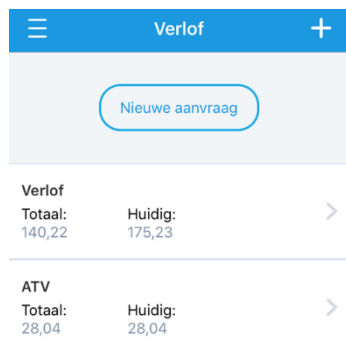 Verlof
Nieuwe aanvraag
Verlof
Totaal: Huidig:
140,22 175,23
ATV
Totaal: Huidig:
28,04 28,04